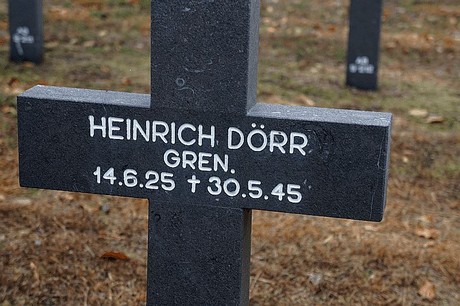 HEINRICH DÖRR
GREN.
14.6.25 ✝ 30.5.45